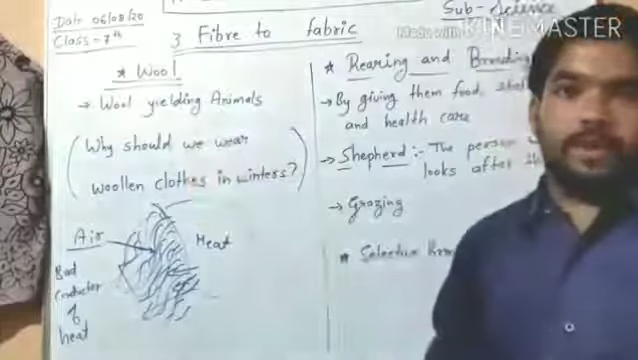 Date 06/08/20
Class - 7th
Sub - Science
Made with KINEMASTER
3 Fibre to fabric
* Wool
→ Wool yielding Animals
(Why should we wear
woollen clothes in winters?)
Air
Heat
Bad
conductor
of
heat
* Rearing and Breeding
→ By giving them food,
and health care
→ Shepherd :- The person
looks after
→ Grazing
* Selective